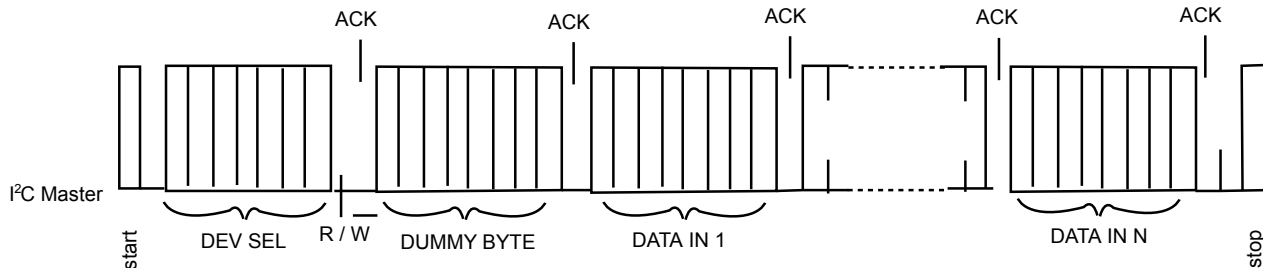 ACK ACK ACK ACK ACK
I²C Master
start DEV SEL R / W DUMMY BYTE DATA IN 1 DATA IN N stop